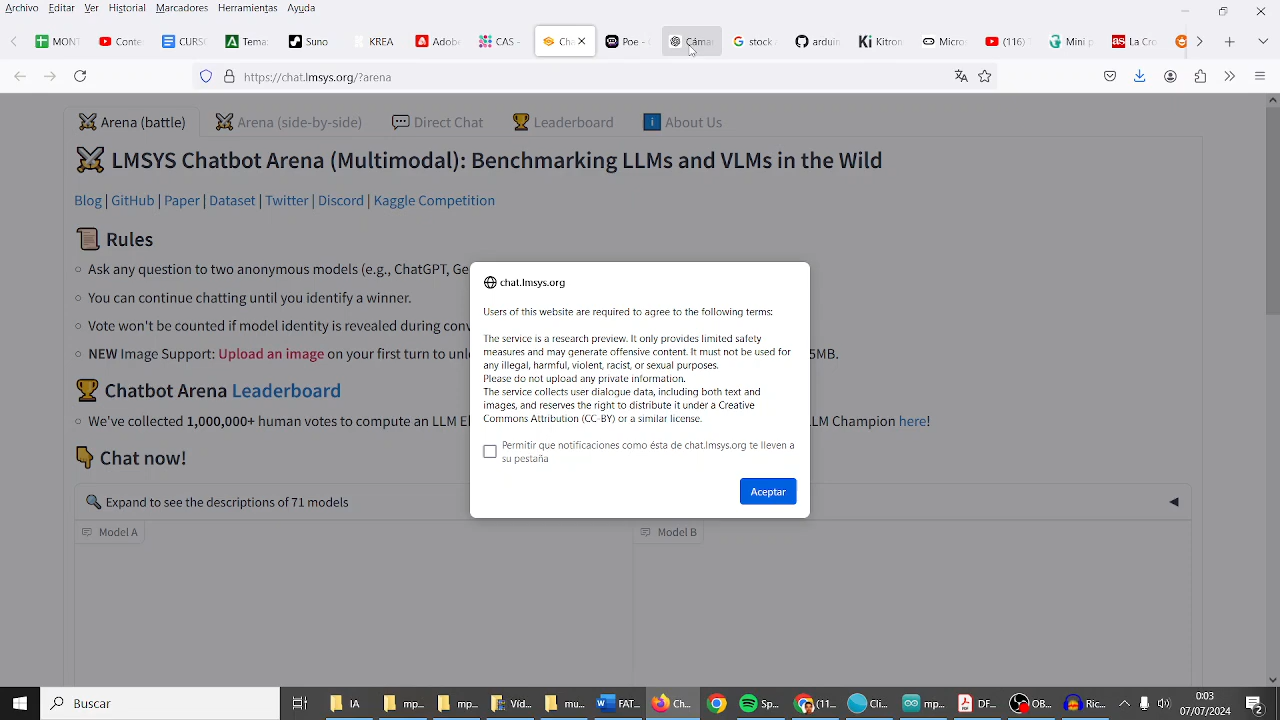 Archivo Editar Ver Historial Marcadores Herramientas Ayuda
MONT Conte CURSO Tema Suno KREA Adobe CAS - Cha Poe - Cámar stock arduin Kitron Micro (116) Mini p La Cro
https://chat.lmsys.org/?arena
Arena (battle) Arena (side-by-side) Direct Chat Leaderboard About Us
LMSYS Chatbot Arena (Multimodal): Benchmarking LLMs and VLMs in the Wild
Blog | GitHub | Paper | Dataset | Twitter | Discord | Kaggle Competition
Rules
Ask any question to two anonymous models (e.g., ChatGPT, Ge
You can continue chatting until you identify a winner.
Vote won't be counted if model identity is revealed during conv
NEW Image Support: Upload an image on your first turn to unl 5MB.
Chatbot Arena Leaderboard
We've collected 1,000,000+ human votes to compute an LLM El LM Champion here!
Chat now!
Expand to see the descriptions of 71 models
Model A Model B
chat.lmsys.org
Users of this website are required to agree to the following terms:
The service is a research preview. It only provides limited safety
measures and may generate offensive content. It must not be used for
any illegal, harmful, violent, racist, or sexual purposes.
Please do not upload any private information.
The service collects user dialogue data, including both text and
images, and reserves the right to distribute it under a Creative
Commons Attribution (CC-BY) or a similar license.
Permitir que notificaciones como ésta de chat.lmsys.org te lleven a
su pestaña
Aceptar
Buscar IA mp... mp... Víd... mu... FAT... Ch... Sp... (11... Cli... mp... DF... OB... Re... 0:03
07/07/2024